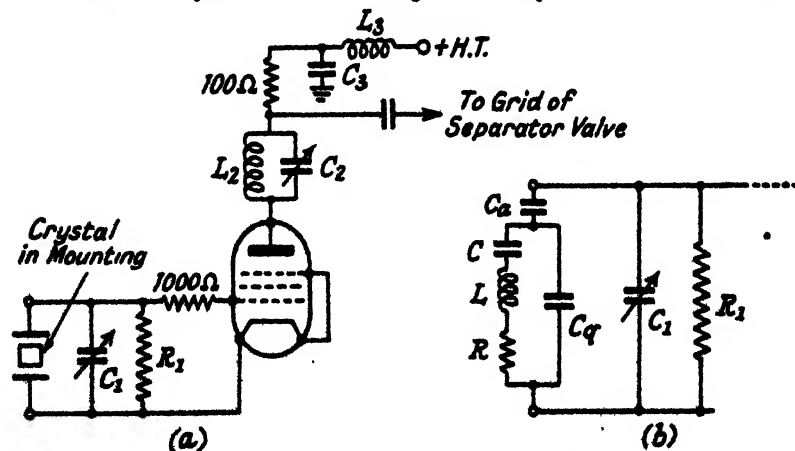 L3
+H.T.
C3
100Ω
To Grid of
Separator Valve
L2
C2
Crystal
in Mounting
1000Ω
C1
R1
(a)
Ca
C
L
R
Cq
C1
R1
(b)